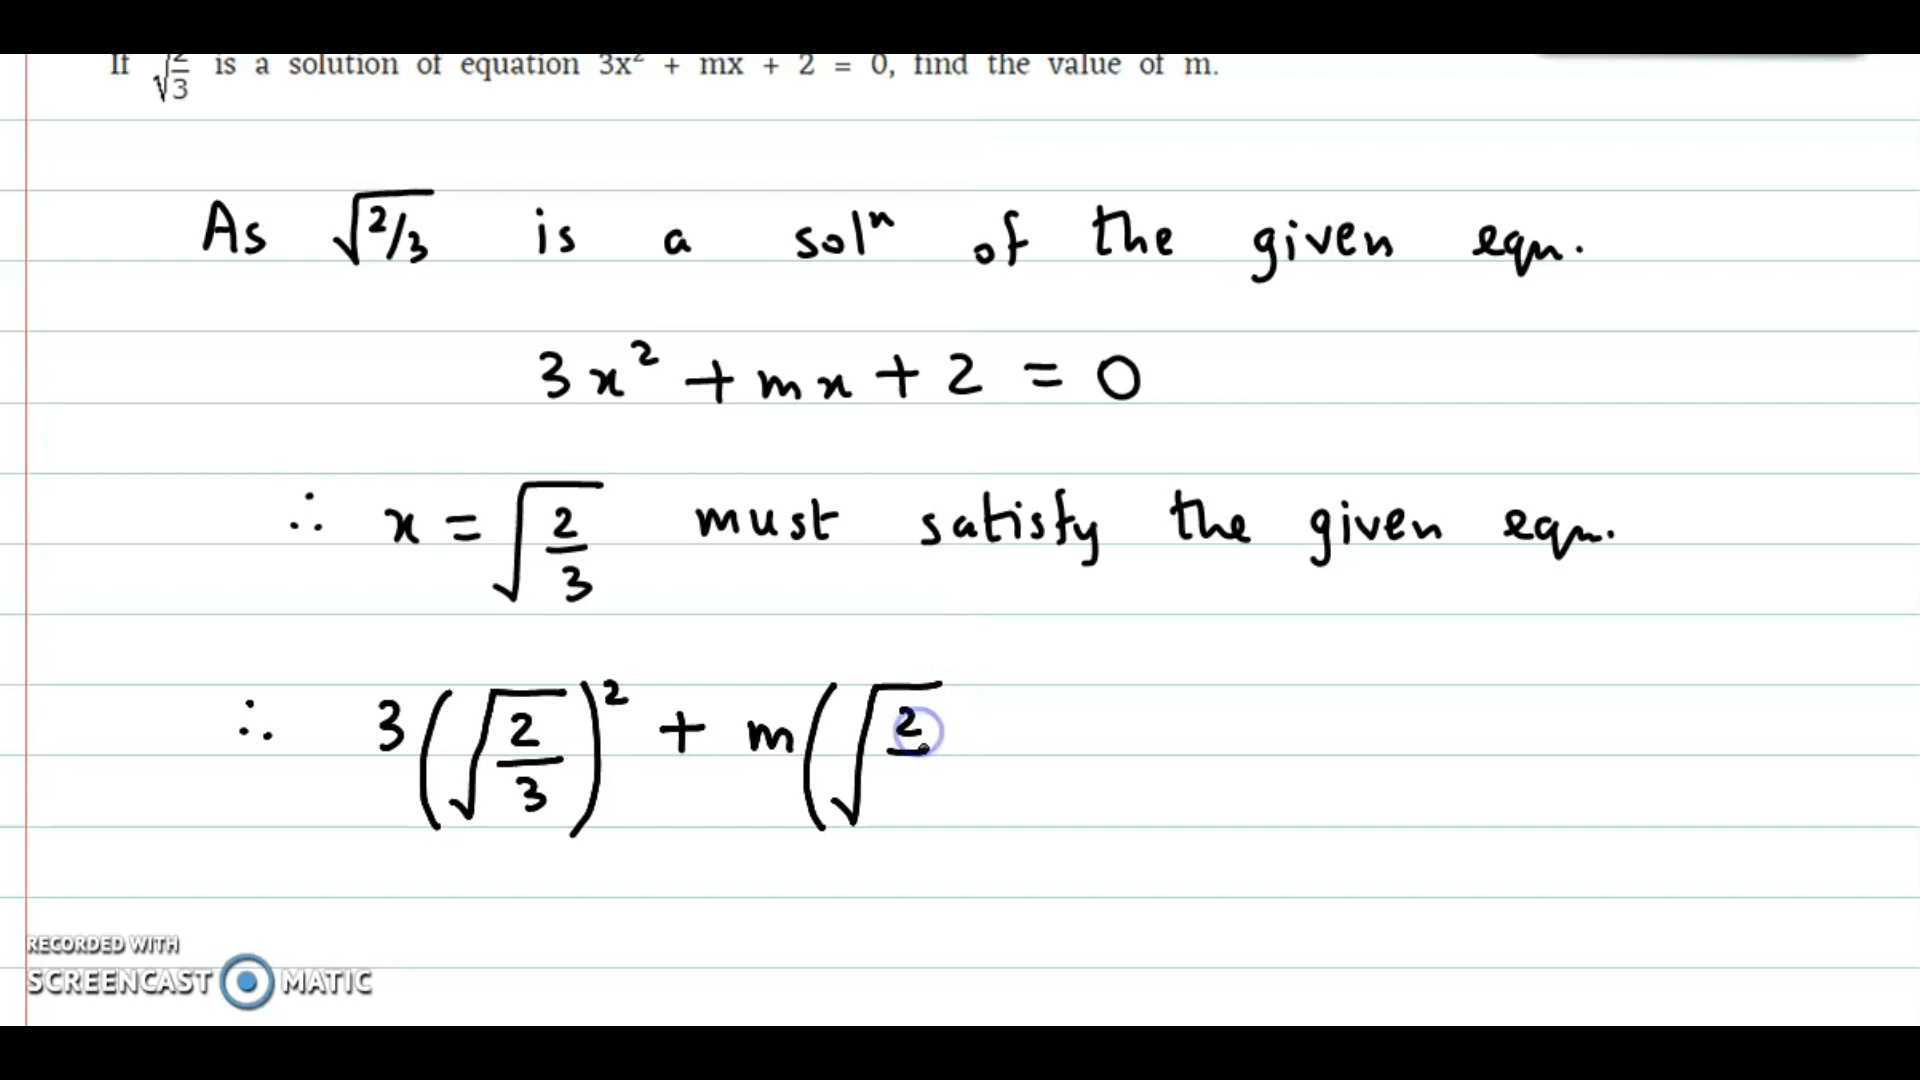 If √2/3 is a solution of equation 3x² + mx + 2 = 0, find the value of m.
As √2/3 is a solⁿ of the given eqn.
3x² + mx + 2 = 0
∴ x = √2/3 must satisfy the given eqn.
∴ 3(√2/3)² + m(√2
RECORDED WITH
SCREENCAST MATIC